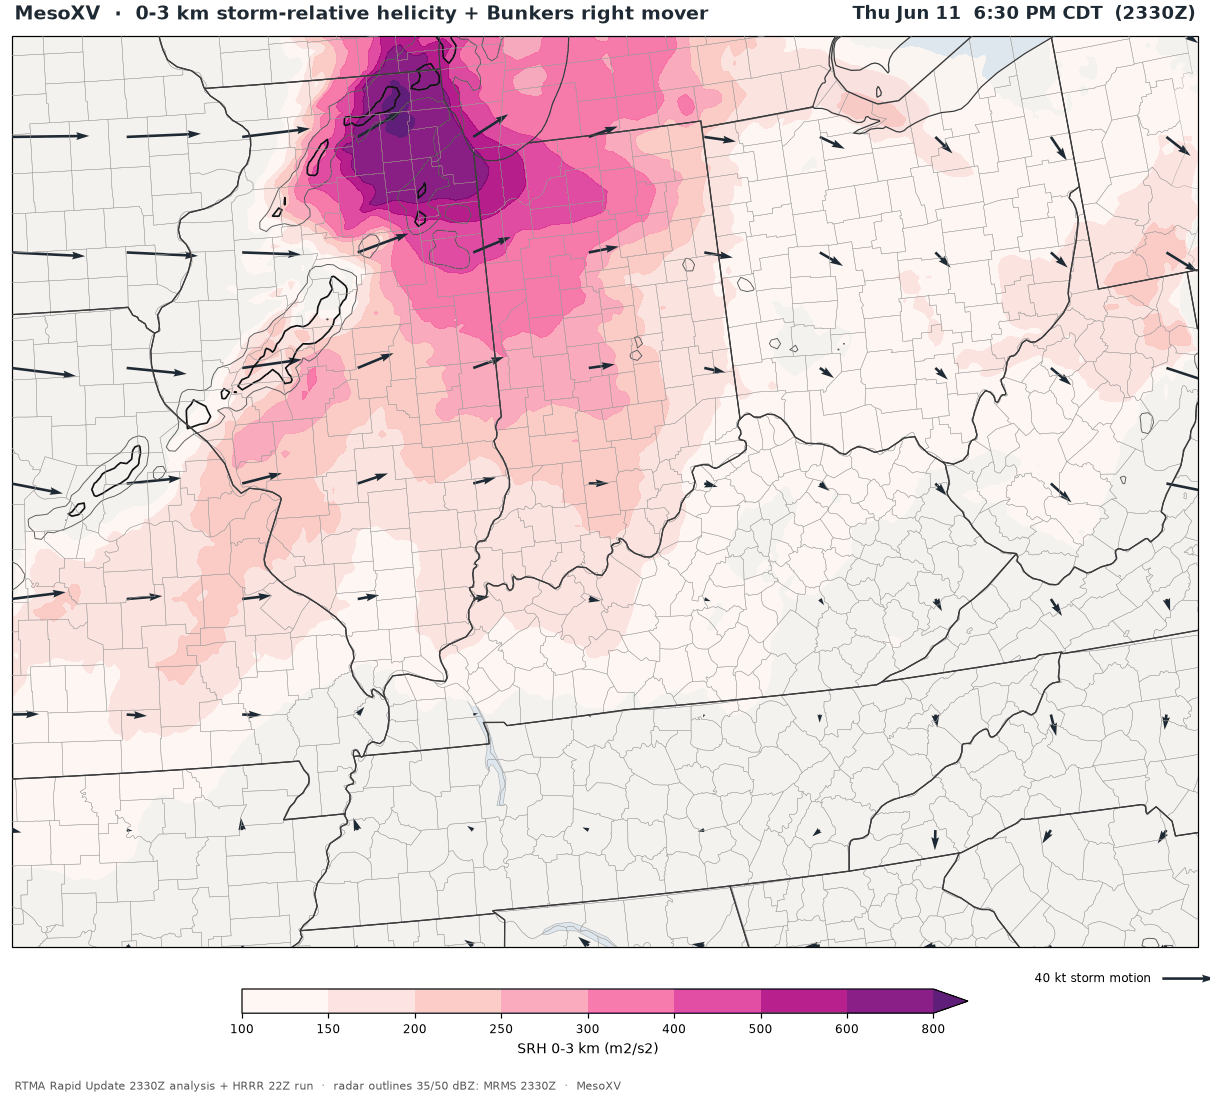 MesoXV · 0-3 km storm-relative helicity + Bunkers right mover
Thu Jun 11 6:30 PM CDT (2330Z)
40 kt storm motion
100 150 200 250 300 400 500 600 800
SRH 0-3 km (m2/s2)
RTMA Rapid Update 2330Z analysis + HRRR 22Z run · radar outlines 35/50 dBZ: MRMS 2330Z · MesoXV